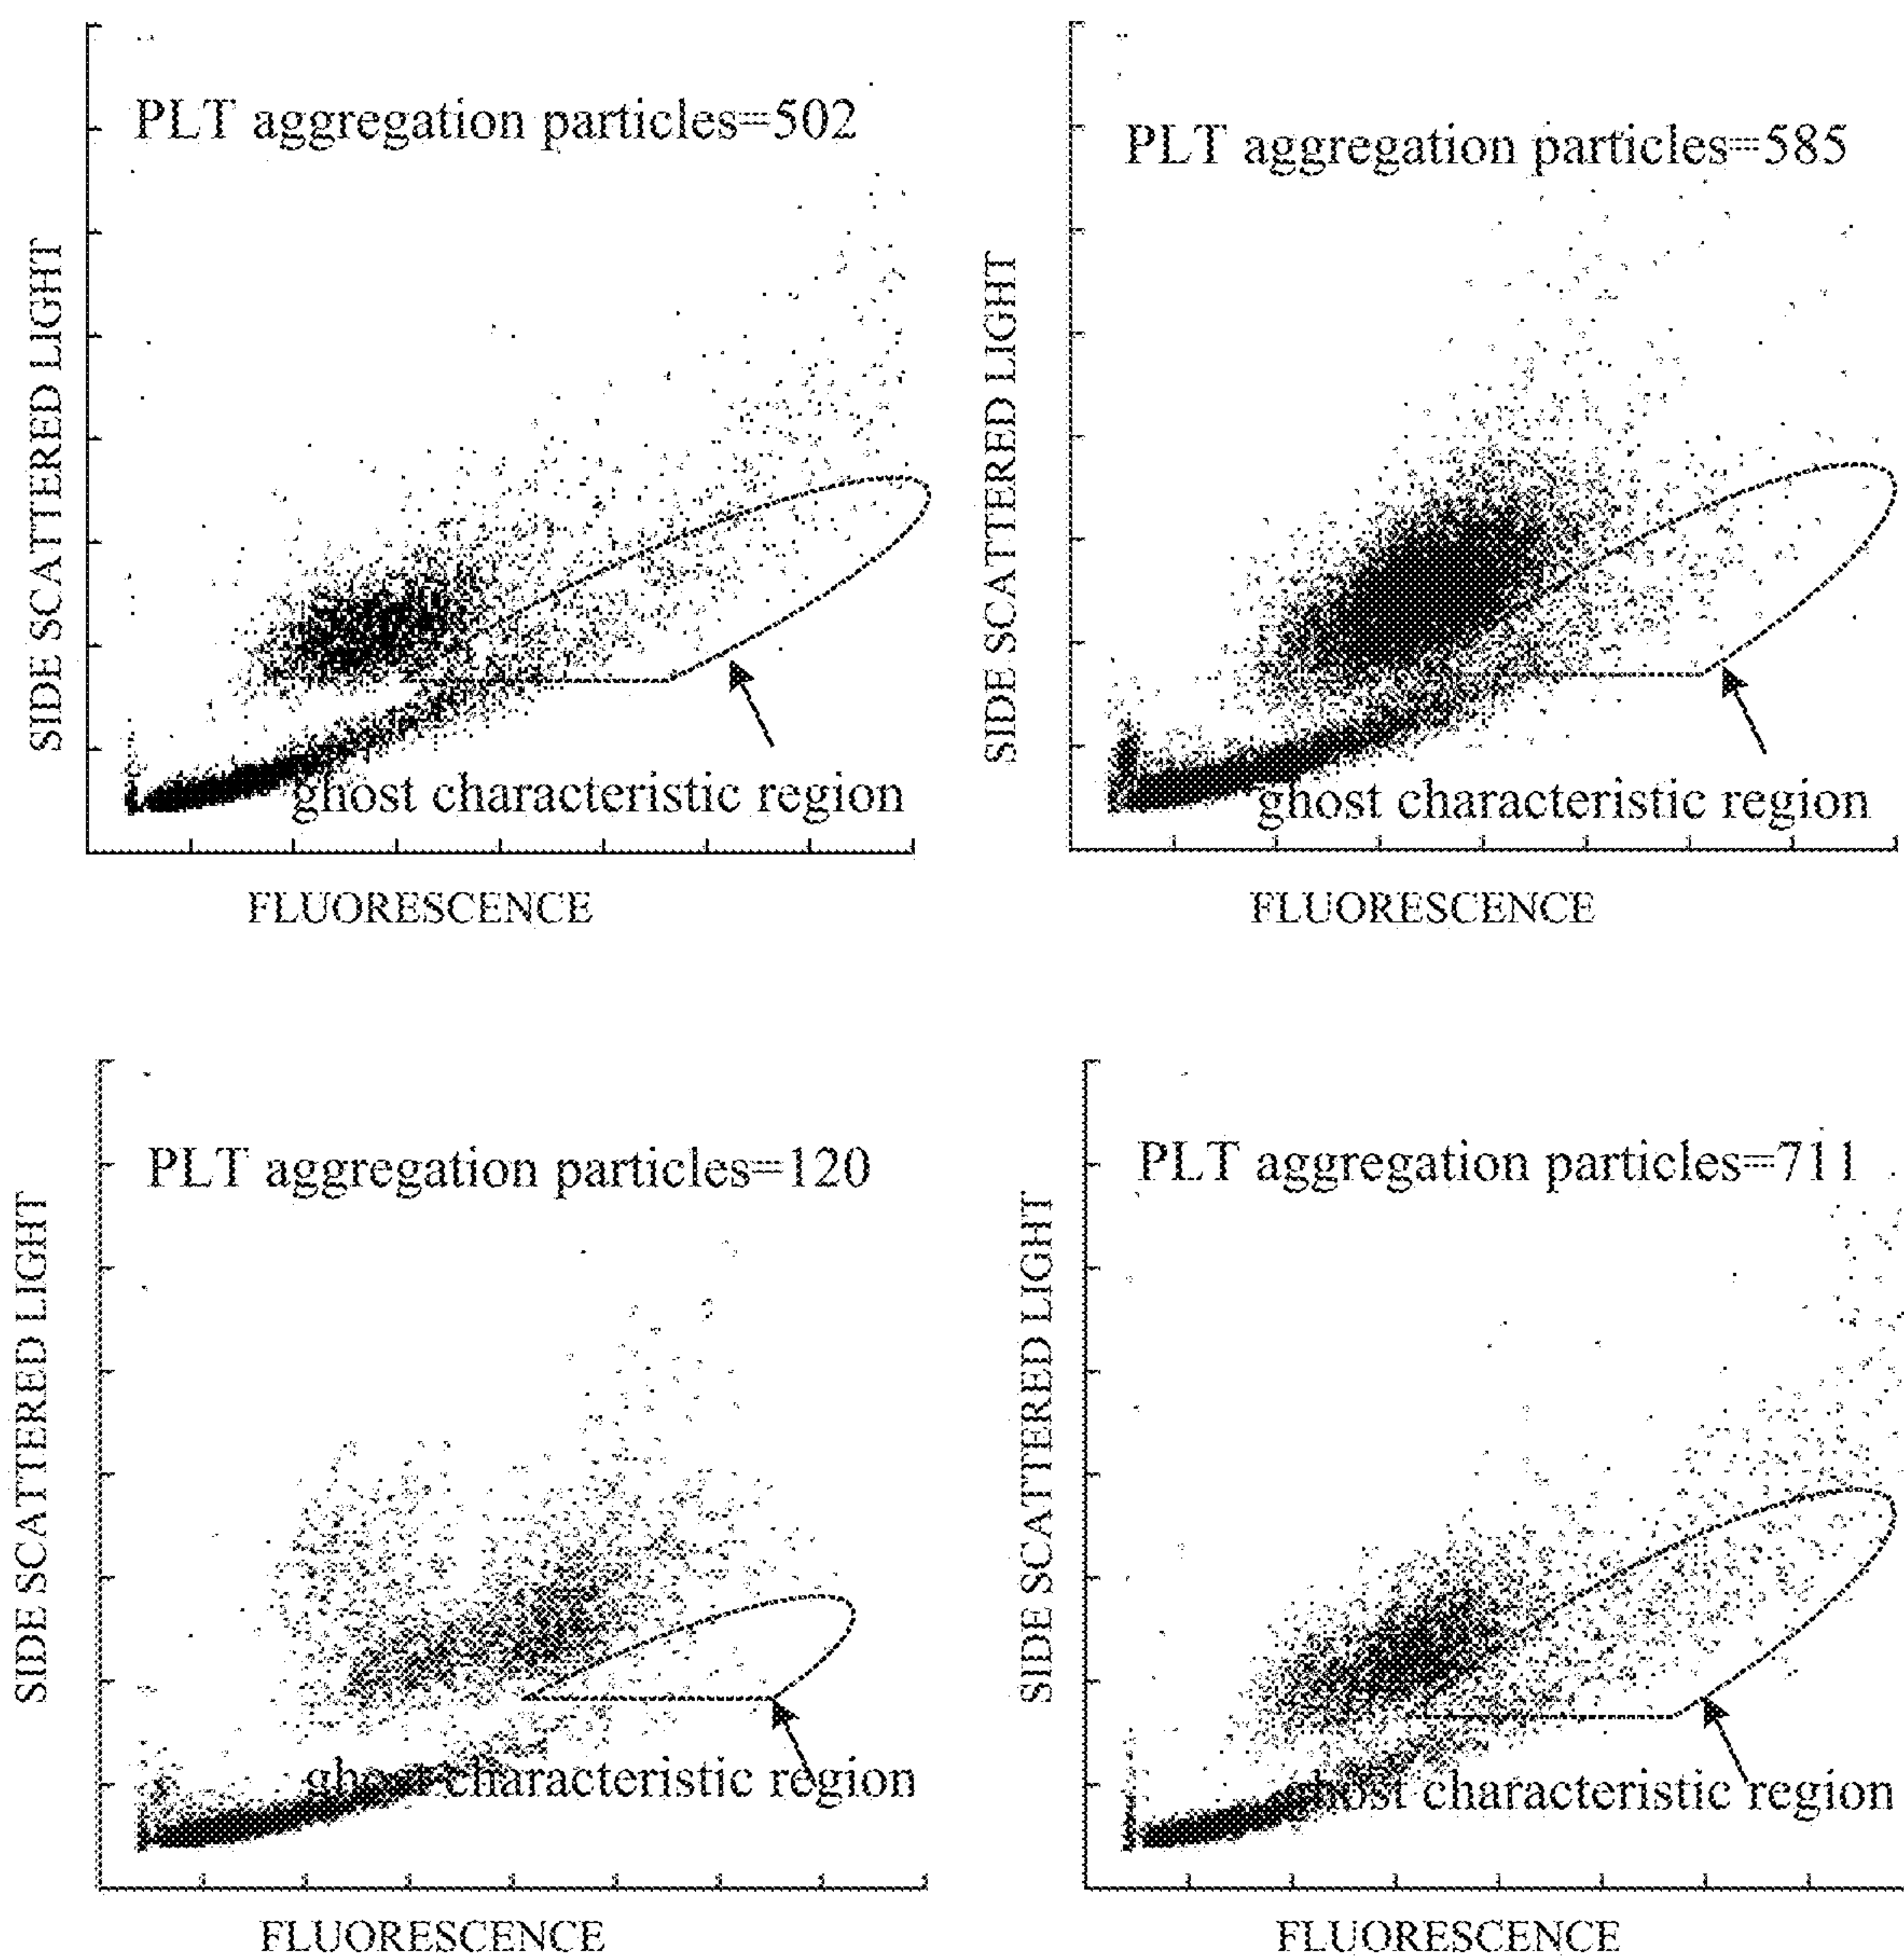 PLT aggregation particles=502
SIDE SCATTERED LIGHT
ghost characteristic region
FLUORESCENCE
PLT aggregation particles=585
SIDE SCATTERED LIGHT
ghost characteristic region
FLUORESCENCE
PLT aggregation particles=120
SIDE SCATTERED LIGHT
ghost characteristic region
FLUORESCENCE
PLT aggregation particles=711
SIDE SCATTERED LIGHT
ghost characteristic region
FLUORESCENCE